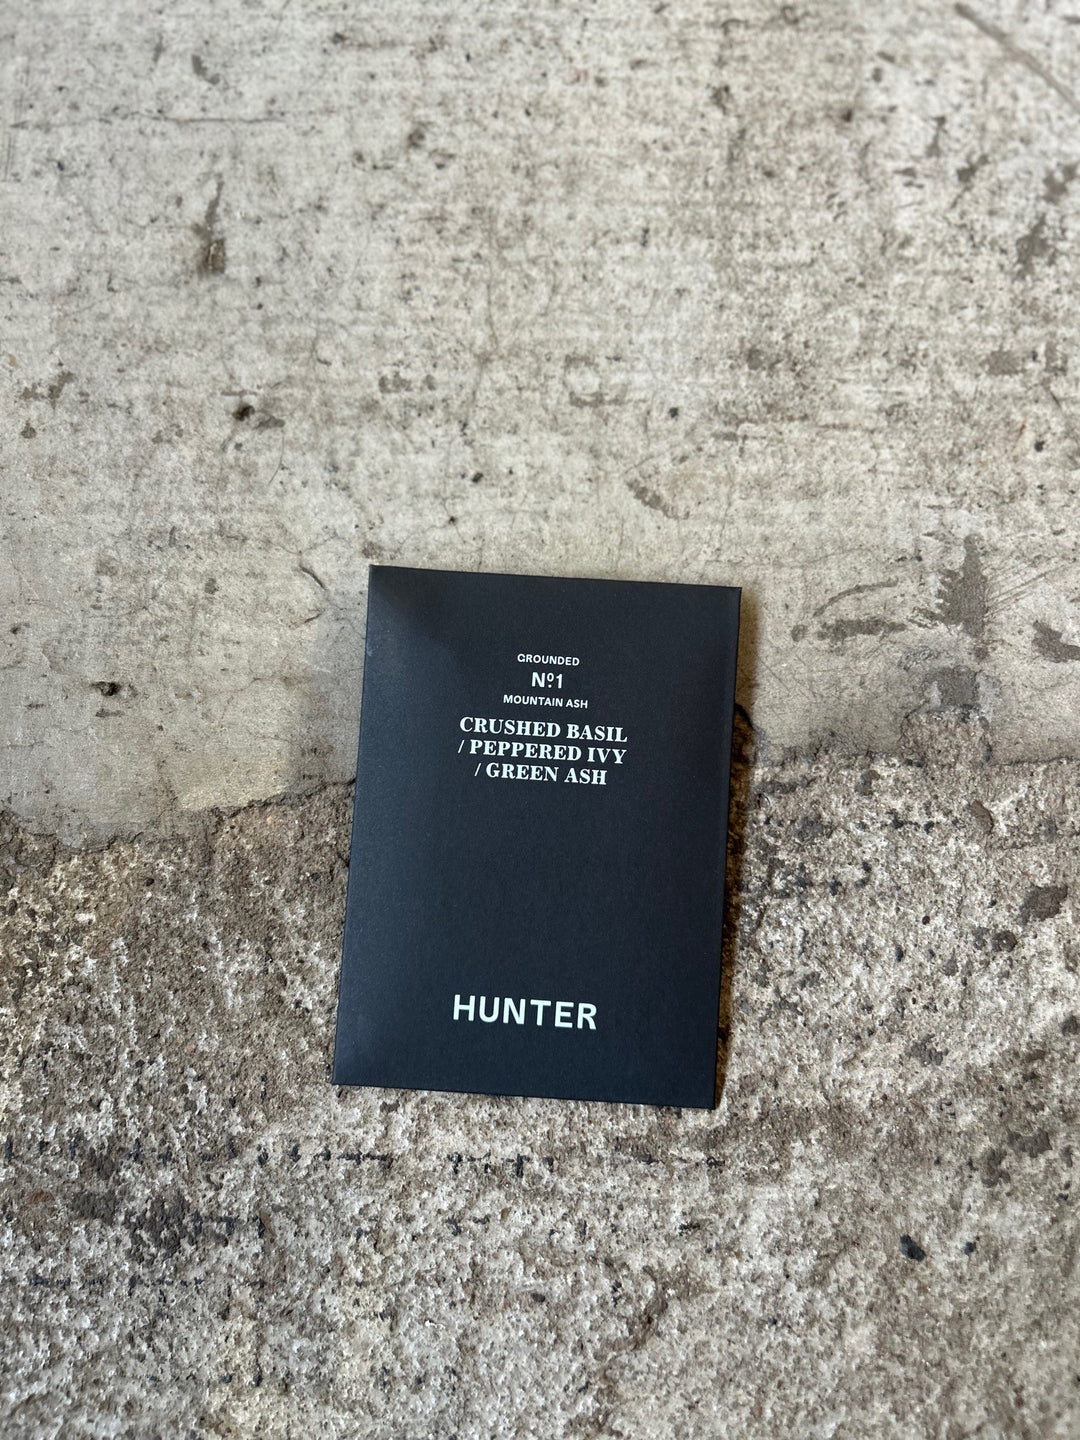 GROUNDED
Nº1
MOUNTAIN ASH
CRUSHED BASIL
/ PEPPERED IVY
/ GREEN ASH
HUNTER